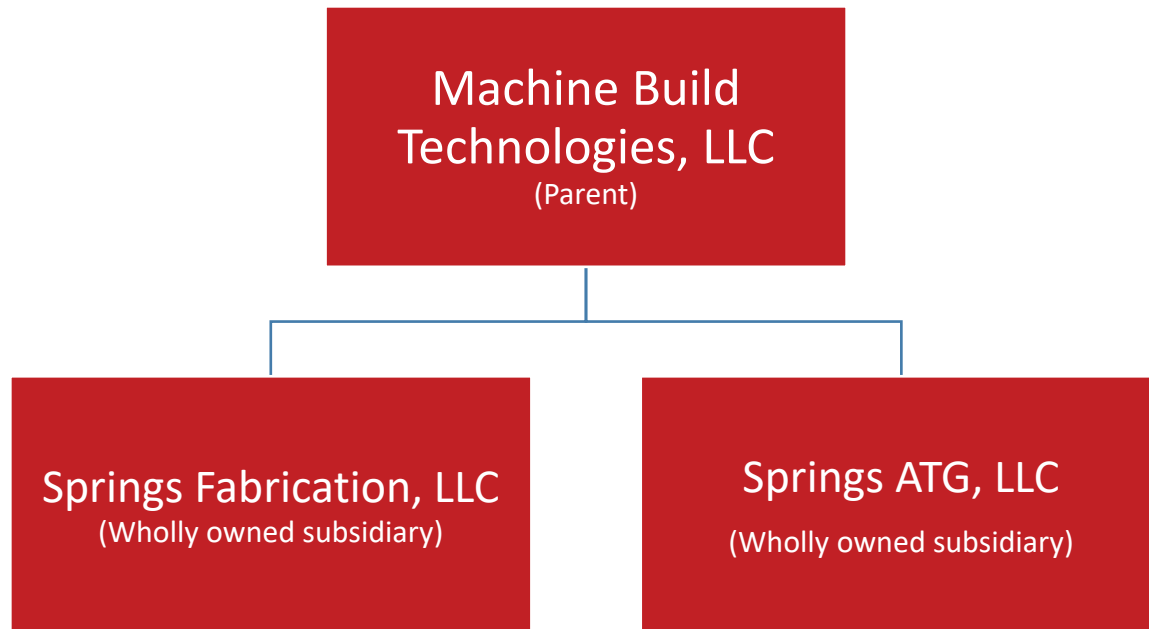 Machine Build
Technologies, LLC
(Parent)
Springs Fabrication, LLC
(Wholly owned subsidiary)
Springs ATG, LLC
(Wholly owned subsidiary)